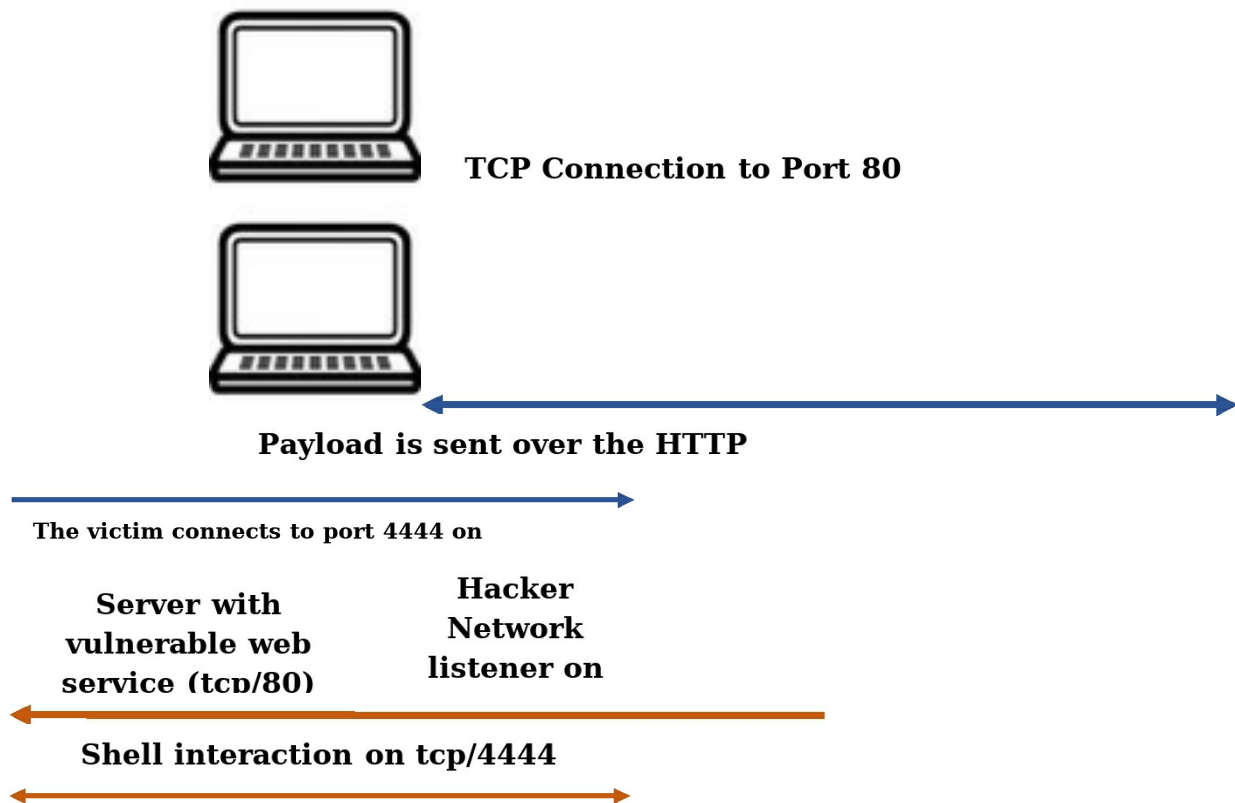 TCP Connection to Port 80
Payload is sent over the HTTP
The victim connects to port 4444 on
Server with
vulnerable web
service (tcp/80)
Hacker
Network
listener on
Shell interaction on tcp/4444